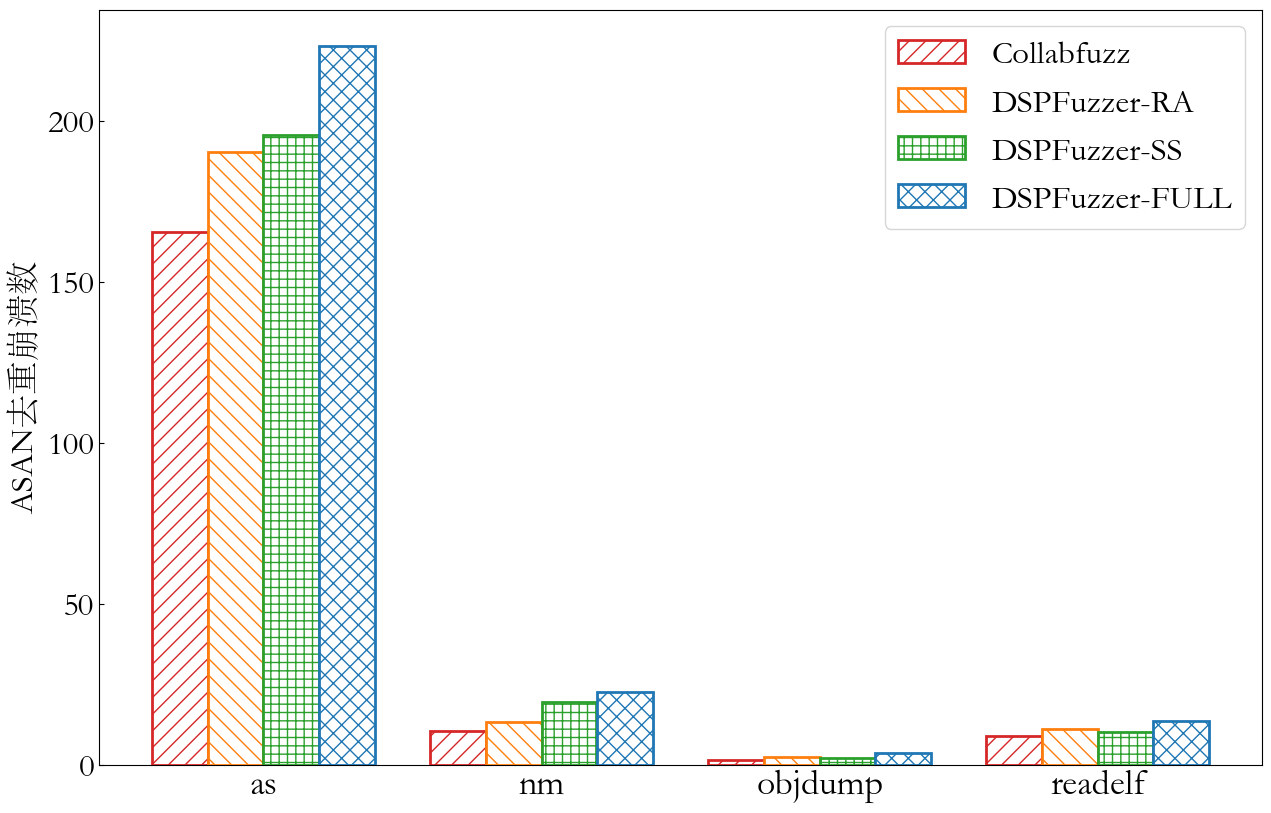 ASAN去重崩溃数
200
150
100
50
0
as
nm
objdump
readelf
Collabfuzz
DSPFuzzer-RA
DSPFuzzer-SS
DSPFuzzer-FULL